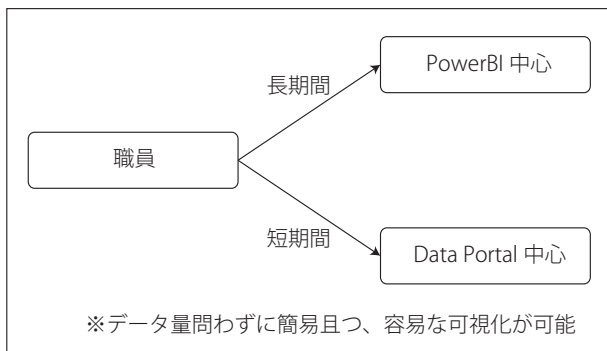 PowerBI 中心
長期間
職員
短期間
Data Portal 中心
※データ量問わずに簡易且つ、容易な可視化が可能